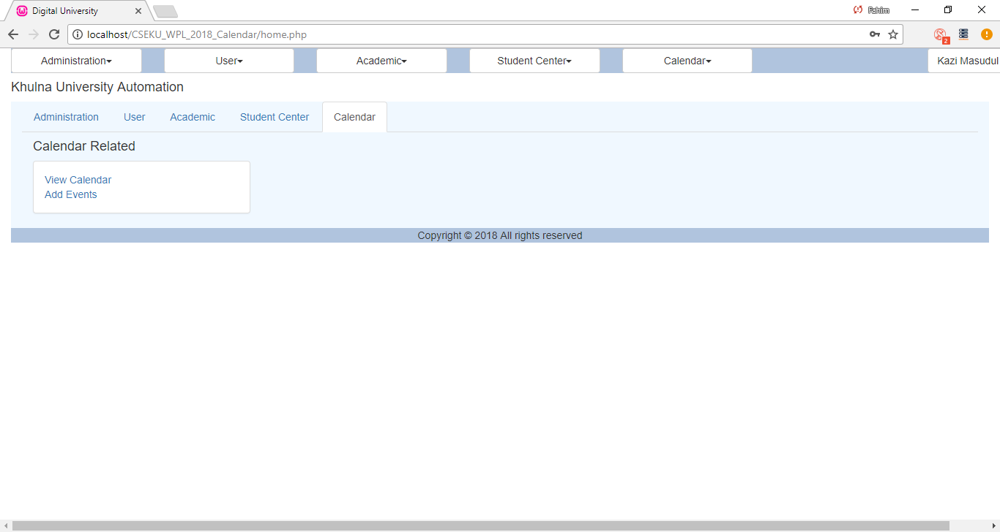 Digital University
Fahim
localhost/CSEKU_WPL_2018_Calendar/home.php
2
Administration User Academic Student Center Calendar Kazi Masudul
Khulna University Automation
Administration User Academic Student Center Calendar
Calendar Related
View Calendar
Add Events
Copyright © 2018 All rights reserved